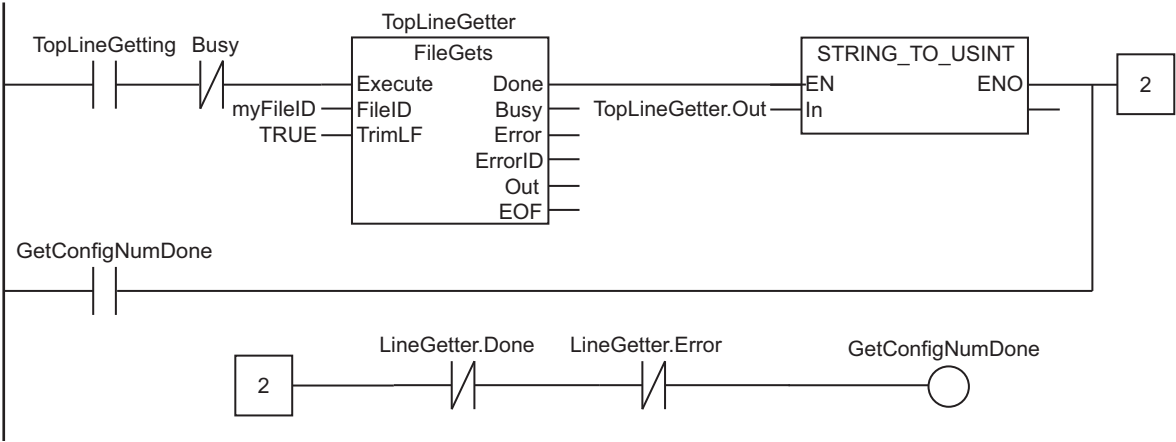 TopLineGetter
TopLineGetting Busy
FileGets
STRING_TO_USINT
Execute Done
EN ENO
2
myFileID FileID Busy
TopLineGetter.Out In
TRUE TrimLF Error
ErrorID
Out
EOF
GetConfigNumDone
LineGetter.Done LineGetter.Error GetConfigNumDone
2